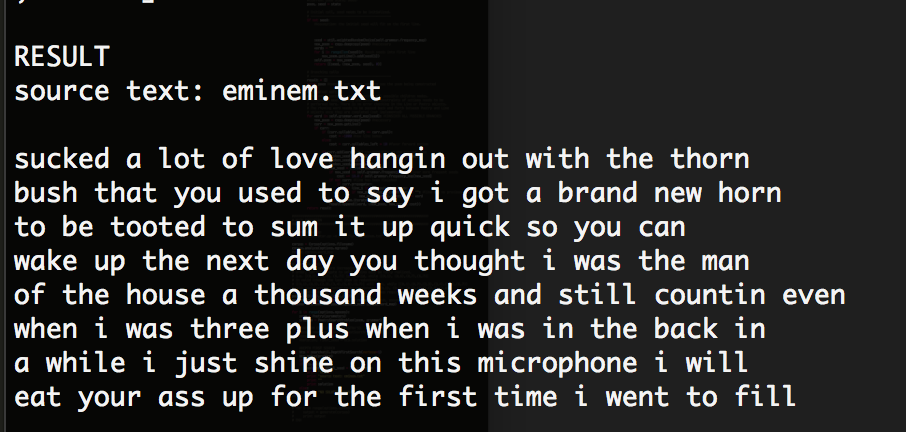 RESULT
source text: eminem.txt
sucked a lot of love hangin out with the thorn
bush that you used to say i got a brand new horn
to be tooted to sum it up quick so you can
wake up the next day you thought i was the man
of the house a thousand weeks and still countin even
when i was three plus when i was in the back in
a while i just shine on this microphone i will
eat your ass up for the first time i went to fill